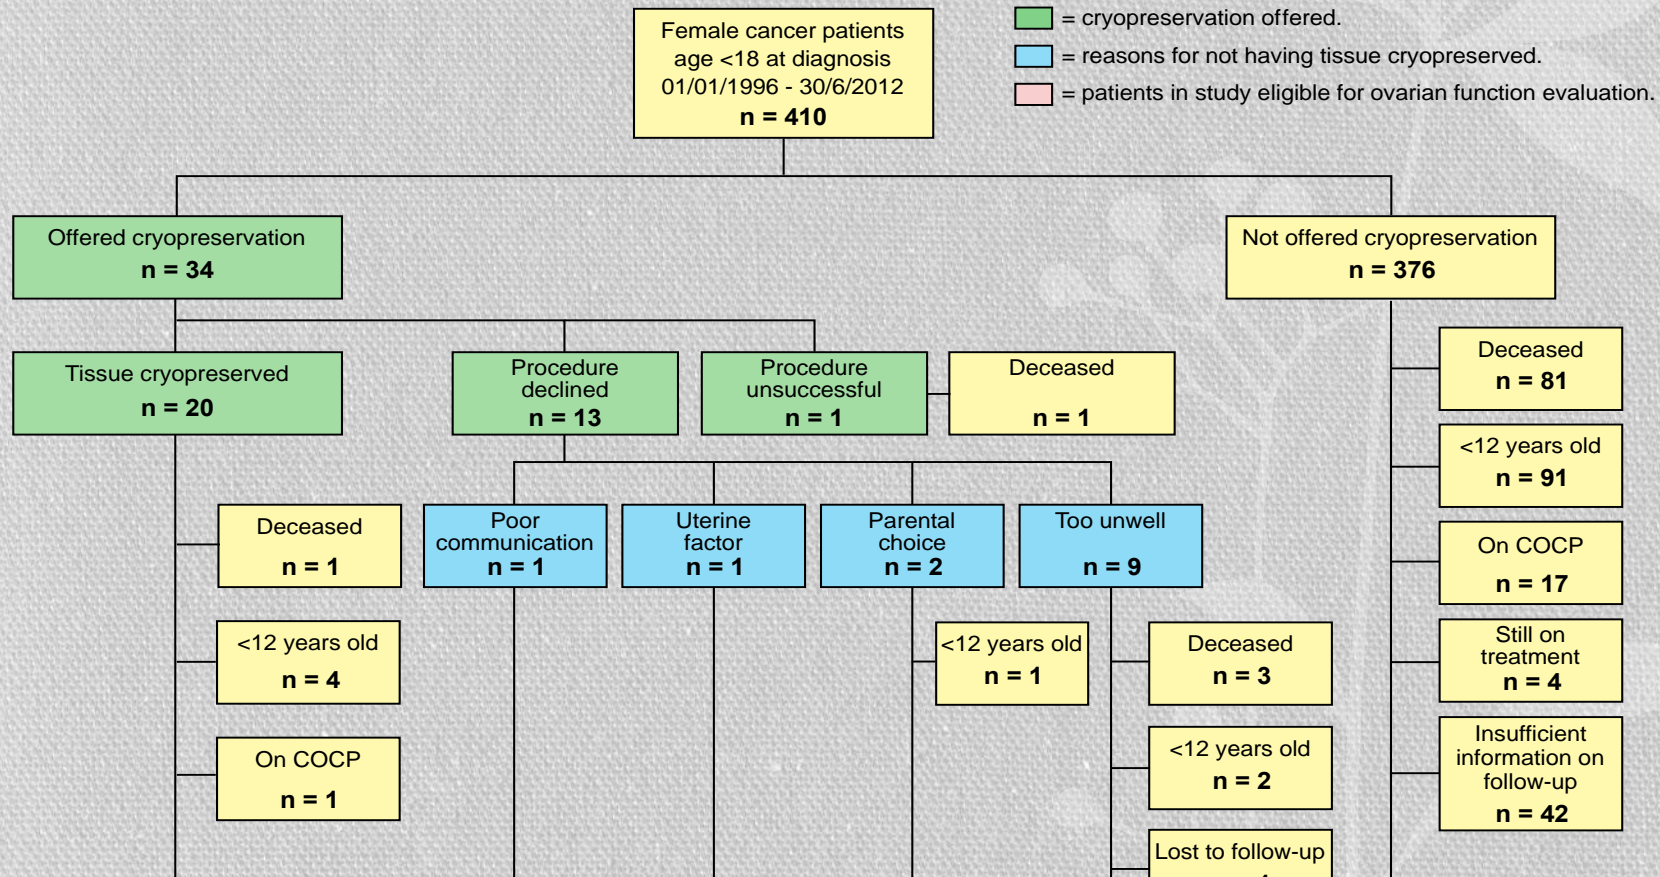 Female cancer patients
age <18 at diagnosis
01/01/1996 - 30/6/2012
n = 410
= cryopreservation offered.
= reasons for not having tissue cryopreserved.
= patients in study eligible for ovarian function evaluation.
Offered cryopreservation
n = 34
Not offered cryopreservation
n = 376
Tissue cryopreserved
n = 20
Procedure
declined
n = 13
Procedure
unsuccessful
n = 1
Deceased
n = 1
Deceased
n = 81
<12 years old
n = 91
On COCP
n = 17
Still on
treatment
n = 4
Insufficient
information on
follow-up
n = 42
Deceased
n = 1
<12 years old
n = 4
On COCP
n = 1
Poor
communication
n = 1
Uterine
factor
n = 1
Parental
choice
n = 2
Too unwell
n = 9
<12 years old
n = 1
Deceased
n = 3
<12 years old
n = 2
Lost to follow-up